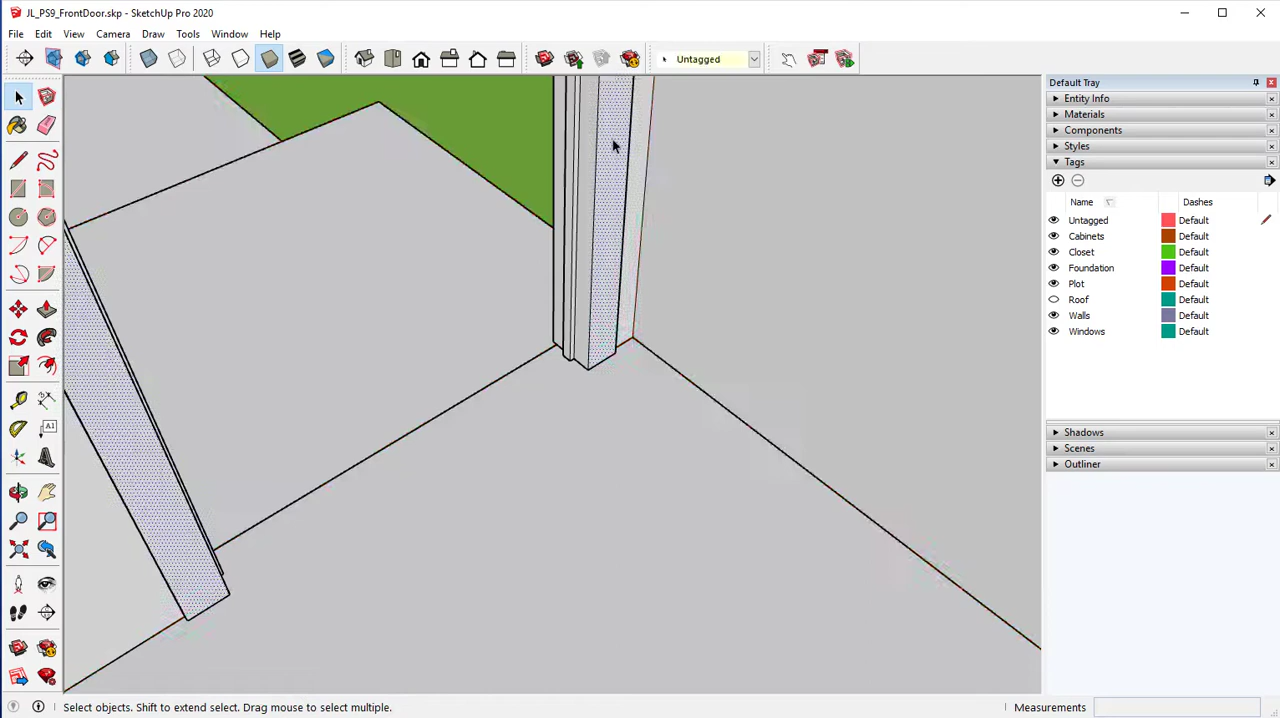 JL_PS9_FrontDoor.skp - SketchUp Pro 2020
File Edit View Camera Draw Tools Window Help
Untagged
Default Tray
Entity Info
Materials
Components
Styles
Tags
Name Dashes
Untagged Default
Cabinets Default
Closet Default
Foundation Default
Plot Default
Roof Default
Walls Default
Windows Default
Shadows
Scenes
Outliner
A1
Select objects. Shift to extend select. Drag mouse to select multiple.
Measurements